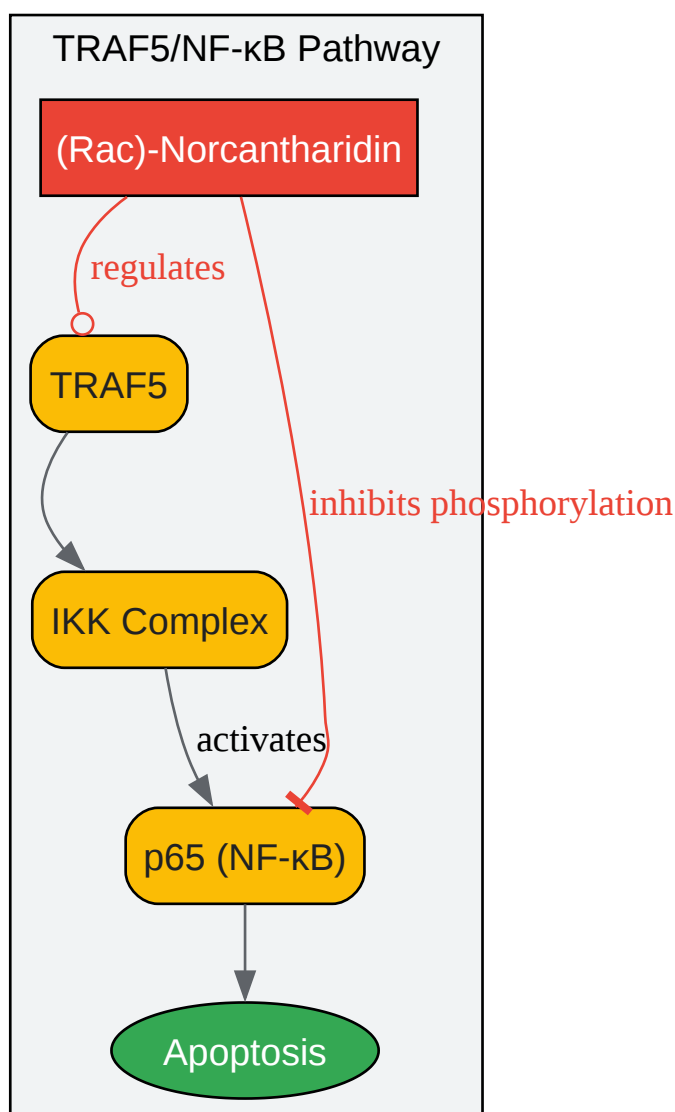 TRAF5/NF-κB Pathway
(Rac)-Norcantharidin
regulates
TRAF5
inhibits phosphorylation
IKK Complex
activates
p65 (NF-κB)
Apoptosis